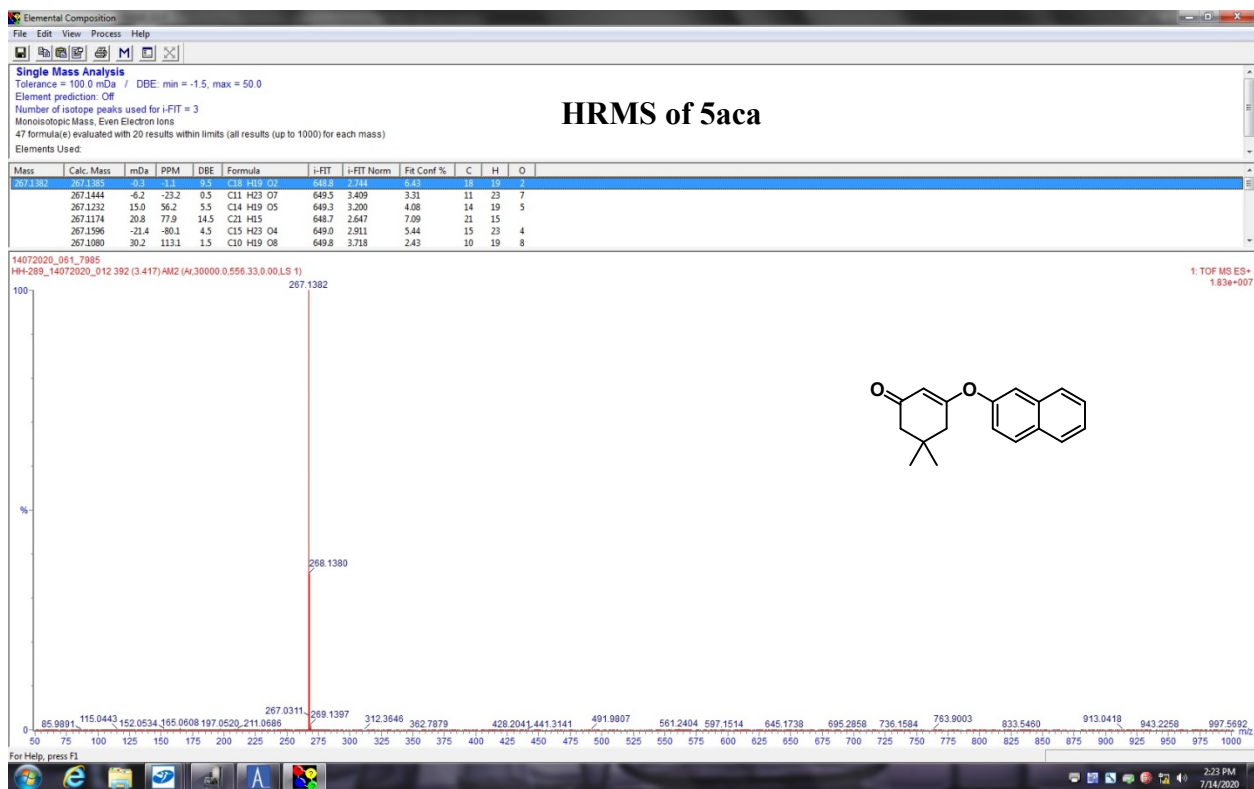 Elemental Composition
File Edit View Process Help
Single Mass Analysis
Tolerance = 100.0 mDa / DBE: min = -1.5, max = 50.0
Element prediction: Off
Number of isotope peaks used for i-FIT = 3
Monoisotopic Mass, Even Electron Ions
47 formula(e) evaluated with 20 results within limits (all results (up to 1000) for each mass)
Elements Used:
HRMS of 5aca
Mass Calc. Mass mDa PPM DBE Formula i-FIT i-FIT Norm Fit Conf % C H O
267.1382 267.1385 -0.3 -1.1 9.5 C18 H19 O2 648.8 2.744 6.43 18 19 2
267.1444 -6.2 -23.2 0.5 C11 H23 O7 649.5 3.409 3.31 11 23 7
267.1232 15.0 56.2 5.5 C14 H19 O5 649.3 3.200 4.08 14 19 5
267.1174 20.8 77.9 14.5 C21 H15 648.7 2.647 7.09 21 15
267.1596 -21.4 -80.1 4.5 C15 H23 O4 649.0 2.911 5.44 15 23 4
267.1080 30.2 113.1 1.5 C10 H19 O8 649.8 3.718 2.43 10 19 8
14072020_061_7985
HH-289_14072020_012 392 (3.417) AM2 (Ar,30000.0,556.33,0.00,LS 1)
1: TOF MS ES+
1.83e+007
267.1382
100
O
O
%
268.1380
0
85.9891 115.0443 152.0534 165.0608 197.0520 211.0686 267.0311 269.1397 312.3646 362.7879 428.2041 441.3141 491.9807 561.2404 597.1514 645.1738 695.2858 736.1584 763.9003 833.5460 913.0418 943.2258 997.5692
m/z
50 75 100 125 150 175 200 225 250 275 300 325 350 375 400 425 450 475 500 525 550 575 600 625 650 675 700 725 750 775 800 825 850 875 900 925 950 975 1000
For Help, press F1
2:23 PM
7/14/2020